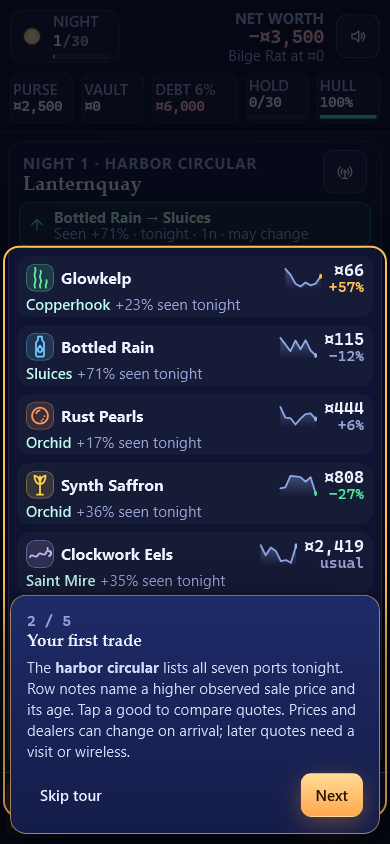 NIGHT
1/30
NET WORTH
−¤3,500
Bilge Rat at ¤0
PURSE
¤2,500
VAULT
¤0
DEBT 6%
¤6,000
HOLD
0/30
HULL
100%
NIGHT 1 · HARBOR CIRCULAR
Lanternquay
Bottled Rain → Sluices
Seen +71% · tonight · 1n · may change
Glowkelp
¤66
+57%
Copperhook +23% seen tonight
Bottled Rain
¤115
−12%
Sluices +71% seen tonight
Rust Pearls
¤444
+6%
Orchid +17% seen tonight
Synth Saffron
¤808
−27%
Orchid +36% seen tonight
Clockwork Eels
¤2,419
usual
Saint Mire +35% seen tonight
2 / 5
Your first trade
The harbor circular lists all seven ports tonight.
Row notes name a higher observed sale price and
its age. Tap a good to compare quotes. Prices and
dealers can change on arrival; later quotes need a
visit or wireless.
Skip tour
Next